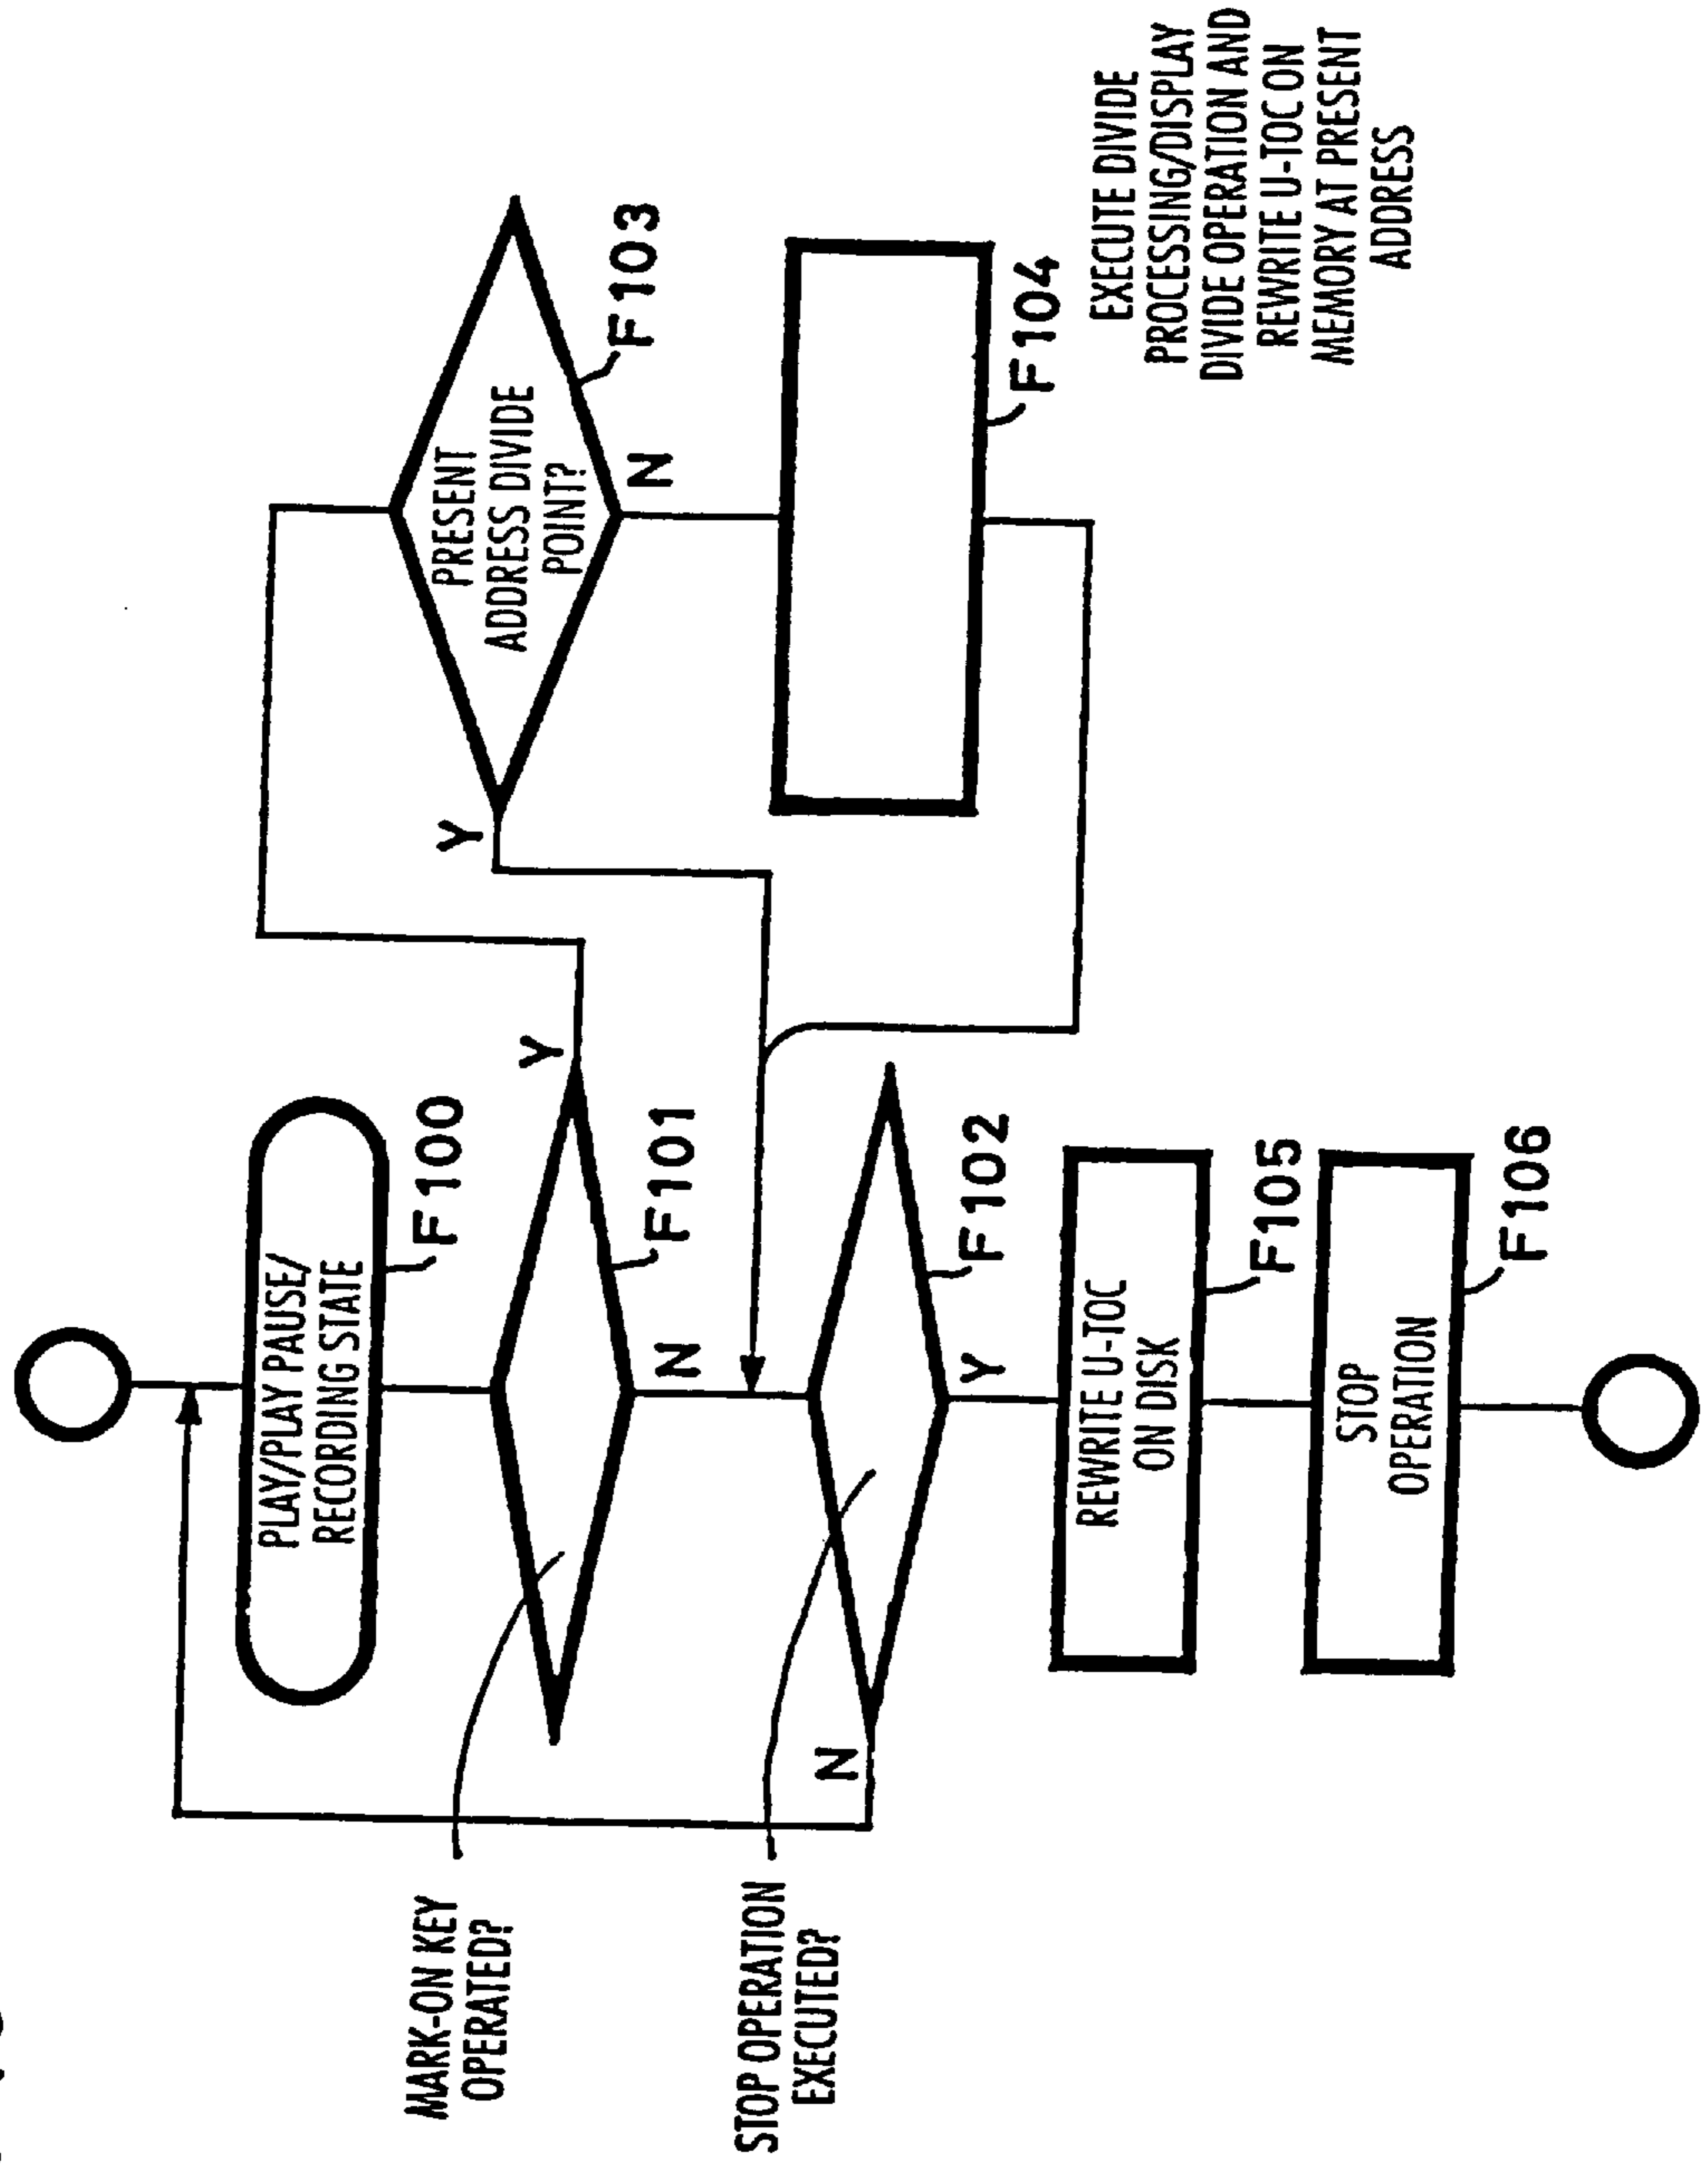 PLAY/PLAY PAUSE/
RECORDING STATE
F100
MARK-ON KEY
OPERATED?
Y
F101
N
PRESENT
ADDRESS DIVIDE
POINT?
Y
F103
N
F104
EXECUTE DIVIDE
PROCESSING/DISPLAY
DIVIDE OPERATION AND
REWRITE U-TOC ON
MEMORY AT PRESENT
ADDRESS
STOP OPERATION
EXECUTED?
N
F102
Y
REWRITE U-TOC
ON DISK
F105
STOP
OPERATION
F106